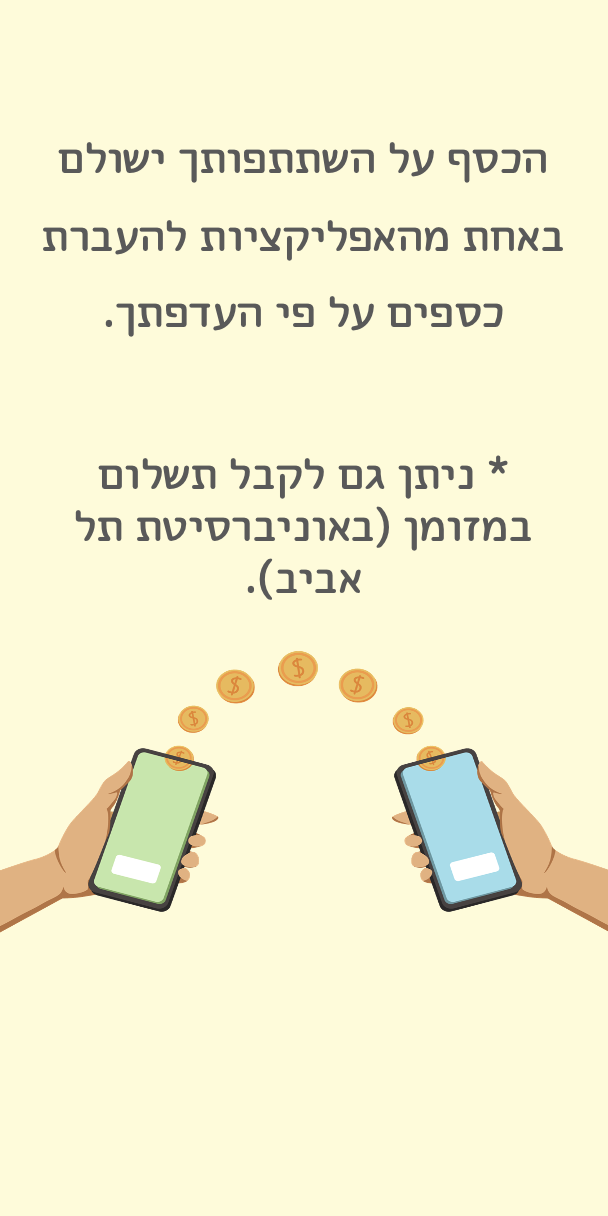 הכסף על השתתפותך ישולם
באחת מהאפליקציות להעברת
כספים על פי העדפתך.
* ניתן גם לקבל תשלום
במזומן (באוניברסיטת תל
אביב).